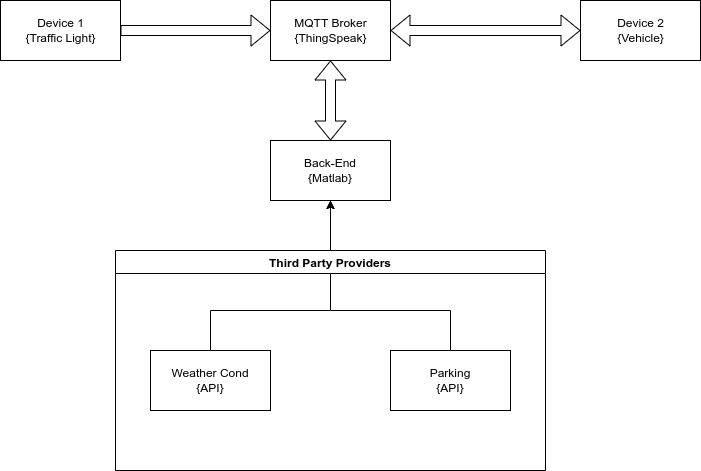 Device 1
{Traffic Light}
MQTT Broker
{ThingSpeak}
Device 2
{Vehicle}
Back-End
{Matlab}
Third Party Providers
Weather Cond
{API}
Parking
{API}